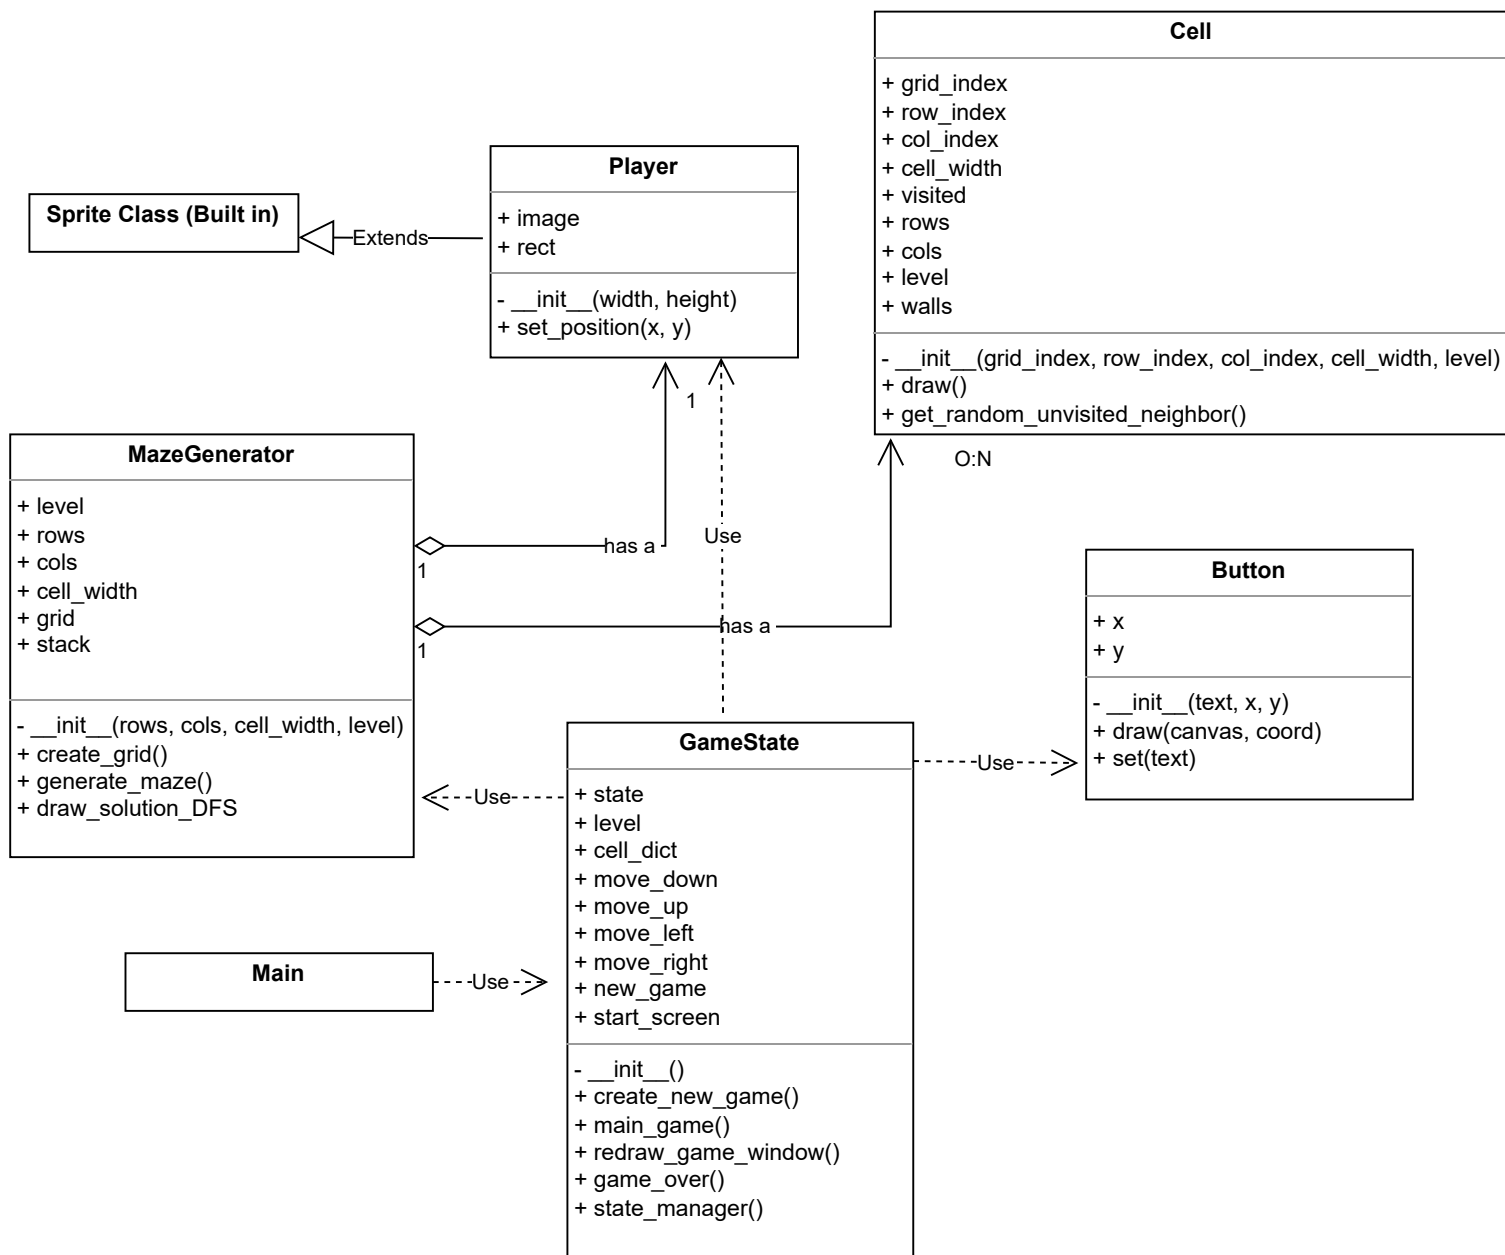 Cell
+ grid_index
+ row_index
+ col_index
+ cell_width
+ visited
+ rows
+ cols
+ level
+ walls
- __init__(grid_index, row_index, col_index, cell_width, level)
+ draw()
+ get_random_unvisited_neighbor()
Player
+ image
+ rect
- __init__(width, height)
+ set_position(x, y)
Sprite Class (Built in)
Extends
1
O:N
MazeGenerator
+ level
+ rows
+ cols
+ cell_width
+ grid
+ stack
- __init__(rows, cols, cell_width, level)
+ create_grid()
+ generate_maze()
+ draw_solution_DFS
has a
1
Use
has a
1
Button
+ x
+ y
- __init__(text, x, y)
+ draw(canvas, coord)
+ set(text)
GameState
+ state
+ level
+ cell_dict
+ move_down
+ move_up
+ move_left
+ move_right
+ new_game
+ start_screen
- __init__()
+ create_new_game()
+ main_game()
+ redraw_game_window()
+ game_over()
+ state_manager()
Use
Use
Main
Use